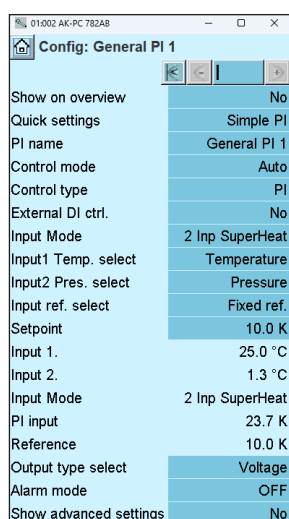 01:002 AK-PC 782AB
Config: General PI 1
Show on overview No
Quick settings Simple PI
PI name General PI 1
Control mode Auto
Control type PI
External DI ctrl. No
Input Mode 2 Inp SuperHeat
Input1 Temp. select Temperature
Input2 Pres. select Pressure
Input ref. select Fixed ref.
Setpoint 10.0 K
Input 1. 25.0 °C
Input 2. 1.3 °C
Input Mode 2 Inp SuperHeat
PI input 23.7 K
Reference 10.0 K
Output type select Voltage
Alarm mode OFF
Show advanced settings No